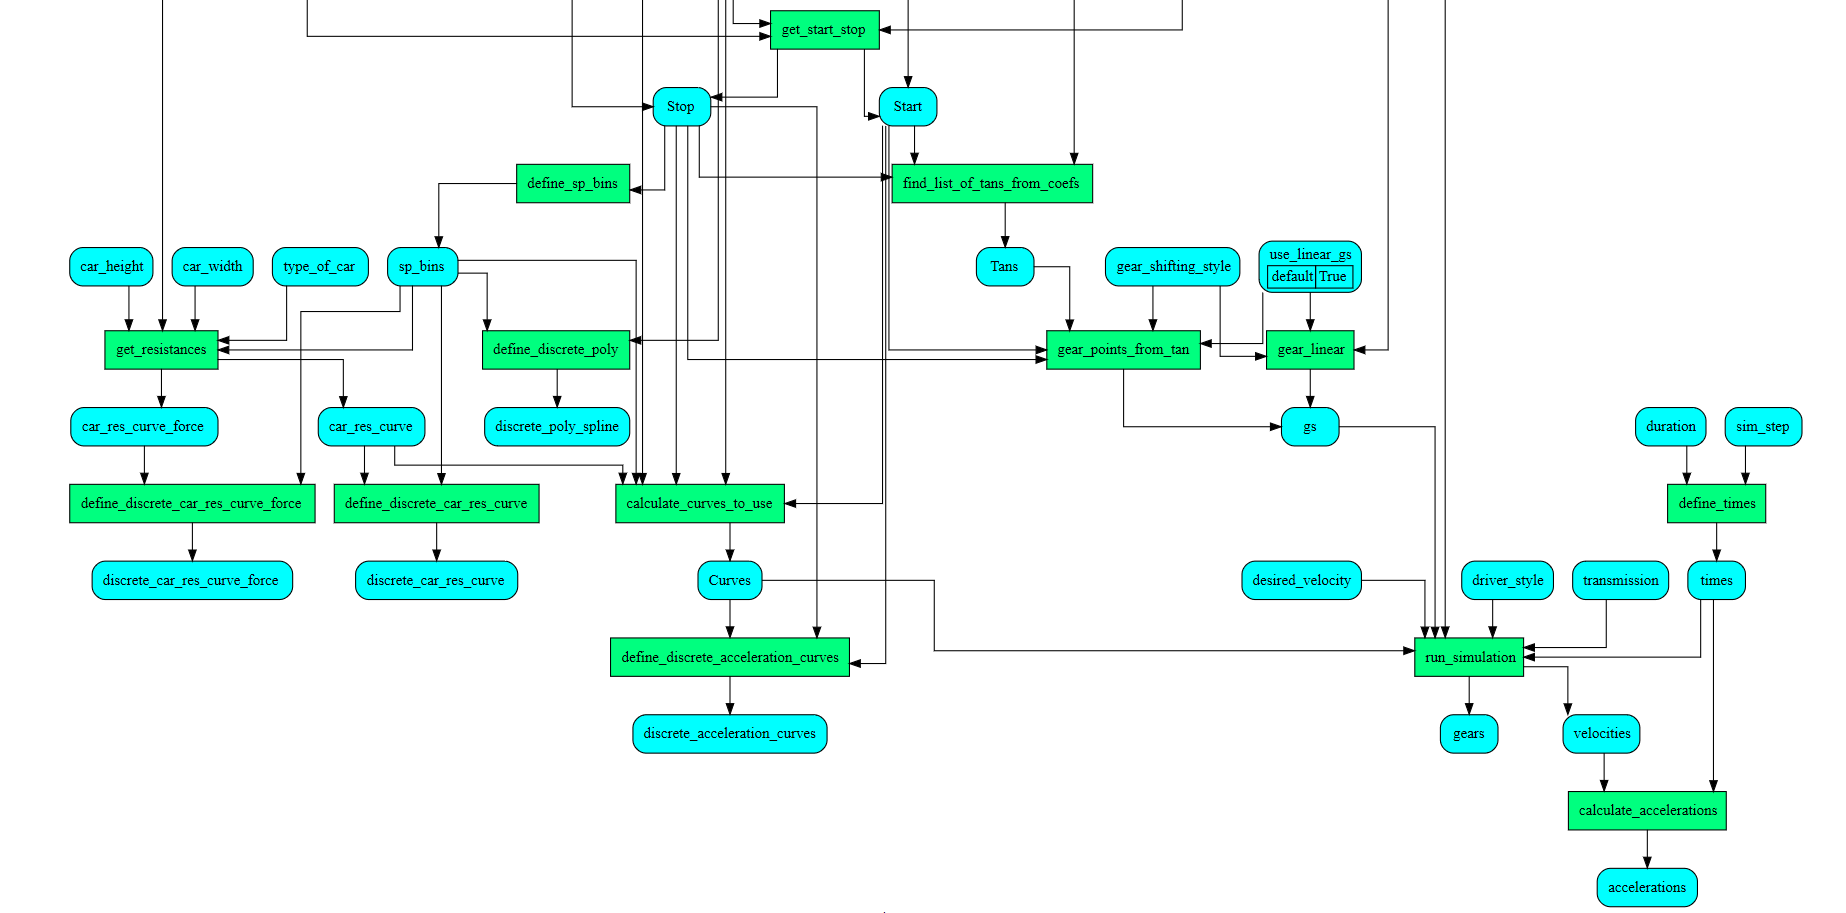 get_start_stop
Stop
Start
define_sp_bins
find_list_of_tans_from_coefs
car_height
car_width
type_of_car
sp_bins
Tans
gear_shifting_style
use_linear_gs
default True
get_resistances
define_discrete_poly
gear_points_from_tan
gear_linear
car_res_curve_force
car_res_curve
discrete_poly_spline
gs
duration
sim_step
define_discrete_car_res_curve_force
define_discrete_car_res_curve
calculate_curves_to_use
define_times
discrete_car_res_curve_force
discrete_car_res_curve
Curves
desired_velocity
driver_style
transmission
times
define_discrete_acceleration_curves
run_simulation
discrete_acceleration_curves
gears
velocities
calculate_accelerations
accelerations